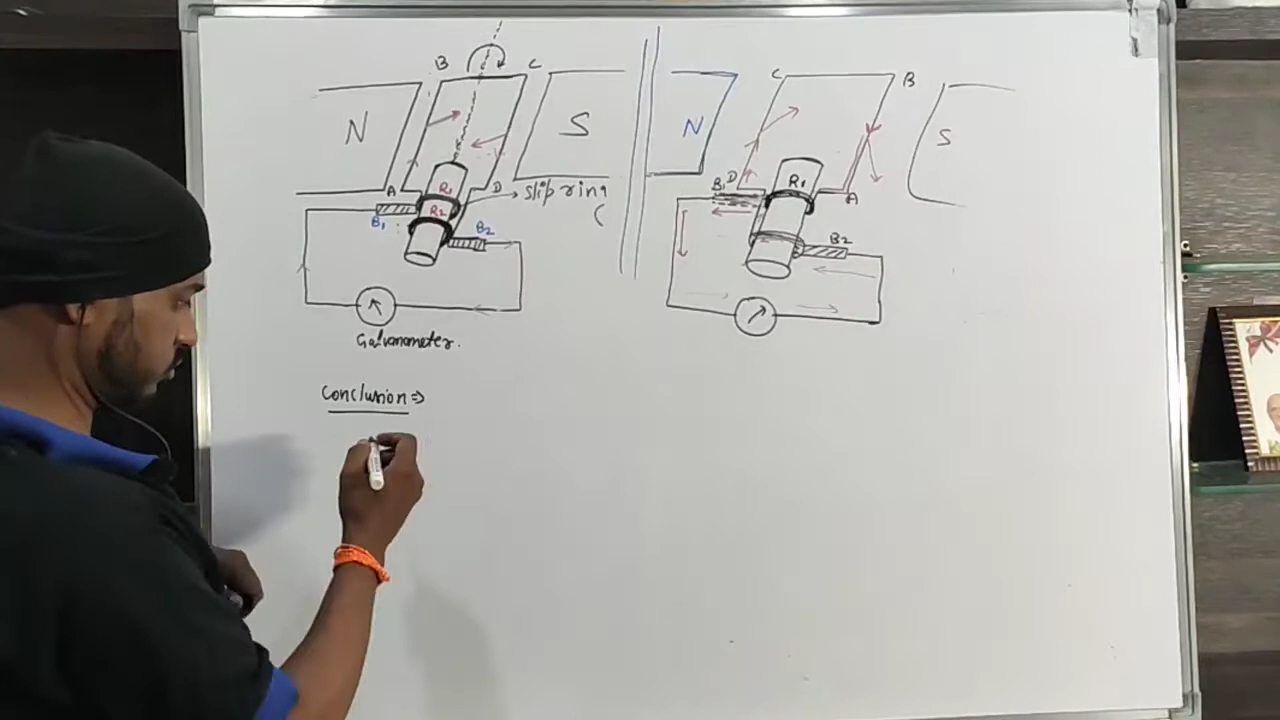 B C
N S
A R1 D slip ring
R2 (
B1 B2
Galvanometer.
C B
N S
B1 D R1 A
B2
Conclusion ⇒